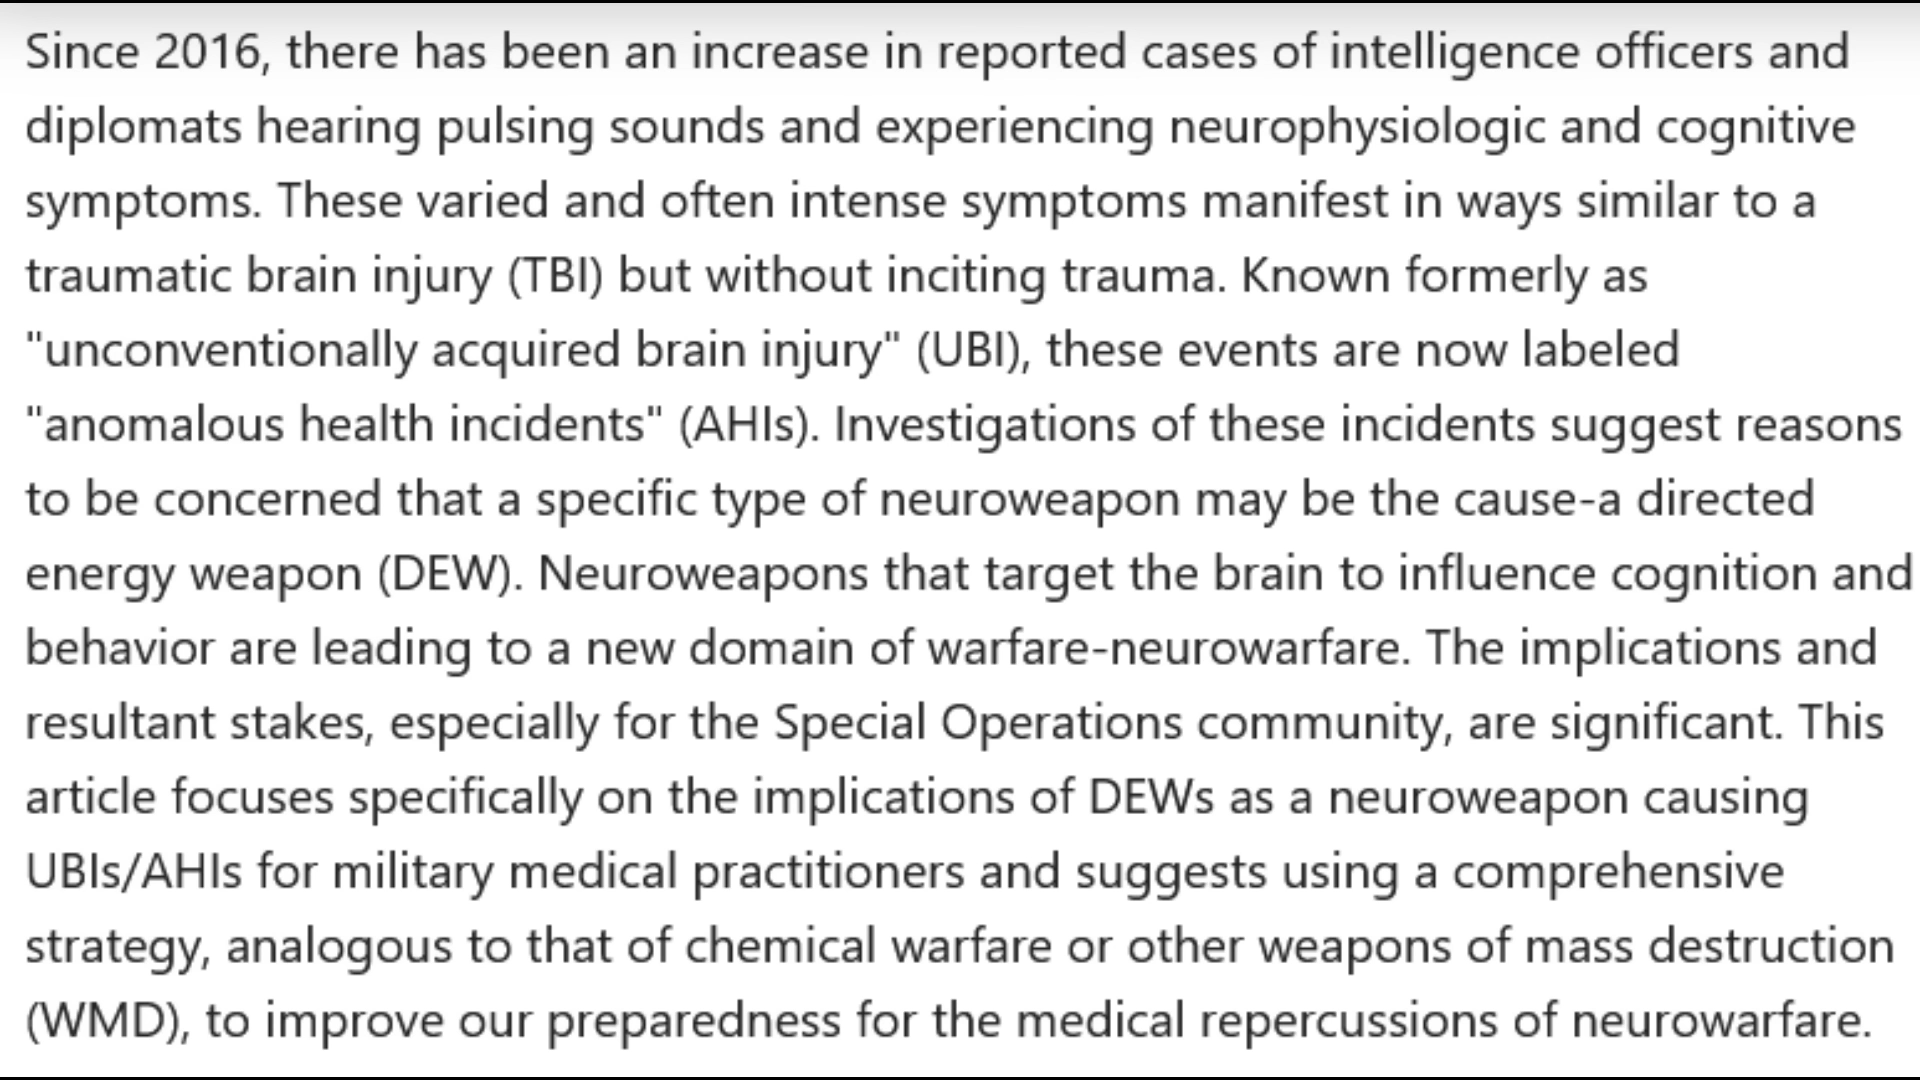 Since 2016, there has been an increase in reported cases of intelligence officers and
diplomats hearing pulsing sounds and experiencing neurophysiologic and cognitive
symptoms. These varied and often intense symptoms manifest in ways similar to a
traumatic brain injury (TBI) but without inciting trauma. Known formerly as
"unconventionally acquired brain injury" (UBI), these events are now labeled
"anomalous health incidents" (AHIs). Investigations of these incidents suggest reasons
to be concerned that a specific type of neuroweapon may be the cause-a directed
energy weapon (DEW). Neuroweapons that target the brain to influence cognition and
behavior are leading to a new domain of warfare-neurowarfare. The implications and
resultant stakes, especially for the Special Operations community, are significant. This
article focuses specifically on the implications of DEWs as a neuroweapon causing
UBIs/AHIs for military medical practitioners and suggests using a comprehensive
strategy, analogous to that of chemical warfare or other weapons of mass destruction
(WMD), to improve our preparedness for the medical repercussions of neurowarfare.